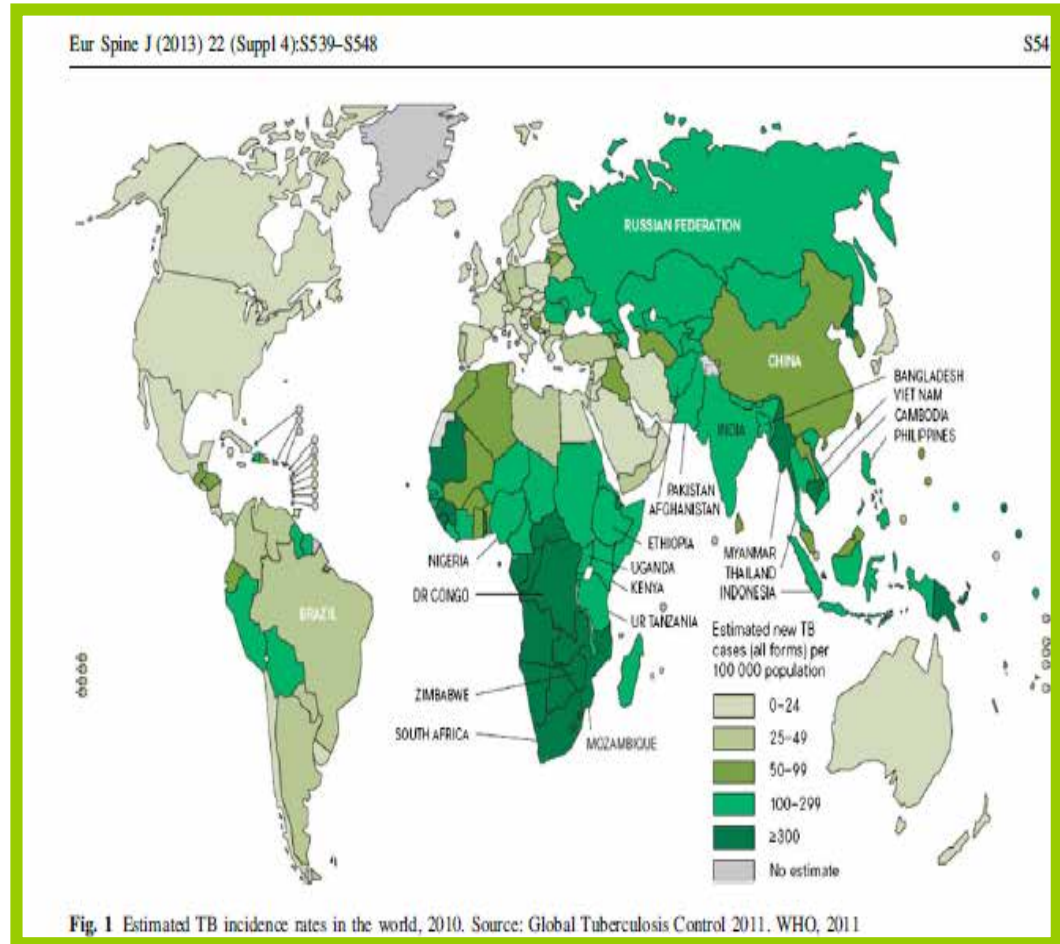 Eur Spine J (2013) 22 (Suppl 4):S539–S548 S54
RUSSIAN FEDERATION
CHINA
BANGLADESH
VIET NAM
CAMBODIA
PHILIPPINES
INDIA
PAKISTAN
AFGHANISTAN
NIGERIA
ETHIOPIA
UGANDA
KENYA
DR CONGO
UR TANZANIA
MYANMAR
THAILAND
INDONESIA
BRAZIL
ZIMBABWE
SOUTH AFRICA
MOZAMBIQUE
Estimated new TB
cases (all forms) per
100 000 population
0–24
25–49
50–99
100–299
≥300
No estimate
Fig. 1 Estimated TB incidence rates in the world, 2010. Source: Global Tuberculosis Control 2011. WHO, 2011